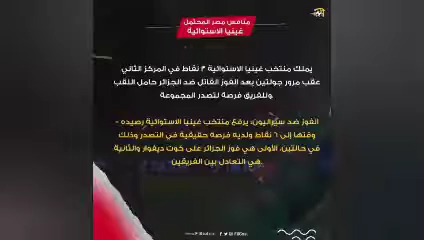 منافس مصر المحتمل
غينيا الاستوائية
يملك منتخب غينيا الاستوائية ٣ نقاط في المركز الثاني
عقب مرور جولتين بعد الفوز القاتل ضد الجزائر حامل اللقب
وللفريق فرصة لتصدر المجموعة
الفوز ضد سيراليون: يرفع منتخب غينيا الاستوائية رصيده -
وقتها إلى ٦ نقاط ولديه فرصة حقيقية في التصدر وذلك
في حالتين، الأولى هي فوز الجزائر على كوت ديفوار والثانية
هي التعادل بين الفريقين.